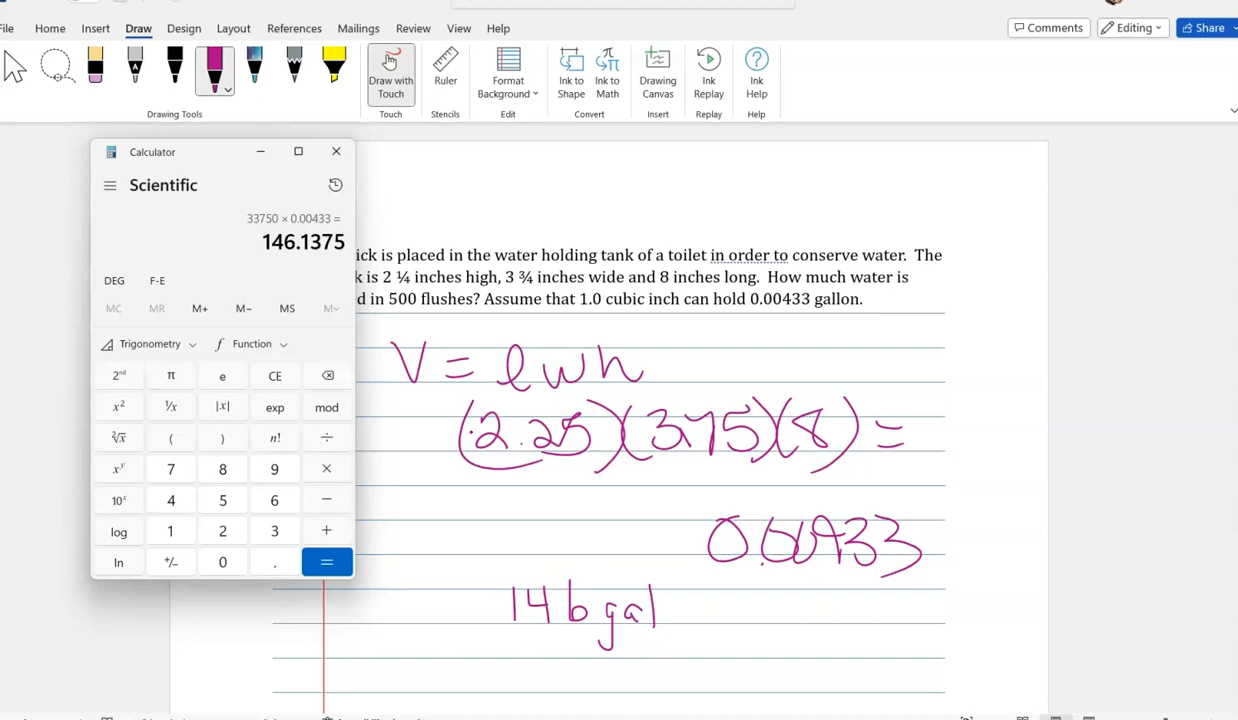 File Home Insert Draw Design Layout References Mailings Review View Help Comments Editing Share
Draw with Touch Ruler Format Background Ink to Shape Ink to Math Drawing Canvas Ink Replay Ink Help
Drawing Tools Touch Stencils Edit Convert Insert Replay Help
Calculator
Scientific
33750 × 0.00433 =
146.1375
DEG F-E
MC MR M+ M− MS M˅
Trigonometry Function
2nd π e CE
x² ¹/x |x| exp mod
²√x ( ) n! ÷
xʸ 7 8 9 ×
10ˣ 4 5 6 −
log 1 2 3 +
ln +/− 0 . =
ick is placed in the water holding tank of a toilet in order to conserve water. The
k is 2 ¼ inches high, 3 ¾ inches wide and 8 inches long. How much water is
d in 500 flushes? Assume that 1.0 cubic inch can hold 0.00433 gallon.
V = lwh
(2.25)(3.75)(8) =
0.00433
146 gal